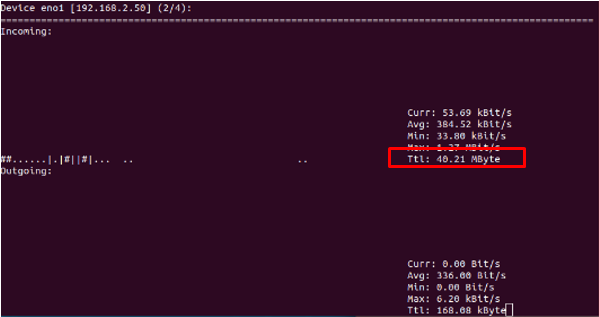 Device eno1 [192.168.2.50] (2/4):
================================================================================
Incoming:
Curr: 53.69 kBit/s
Avg: 384.52 kBit/s
Min: 33.80 kBit/s
Max: 1.27 MBit/s
##......|.|#||#|... .. ..
Ttl: 40.21 MByte
Outgoing:
Curr: 0.00 Bit/s
Avg: 336.00 Bit/s
Min: 0.00 Bit/s
Max: 6.20 kBit/s
Ttl: 168.08 kByte